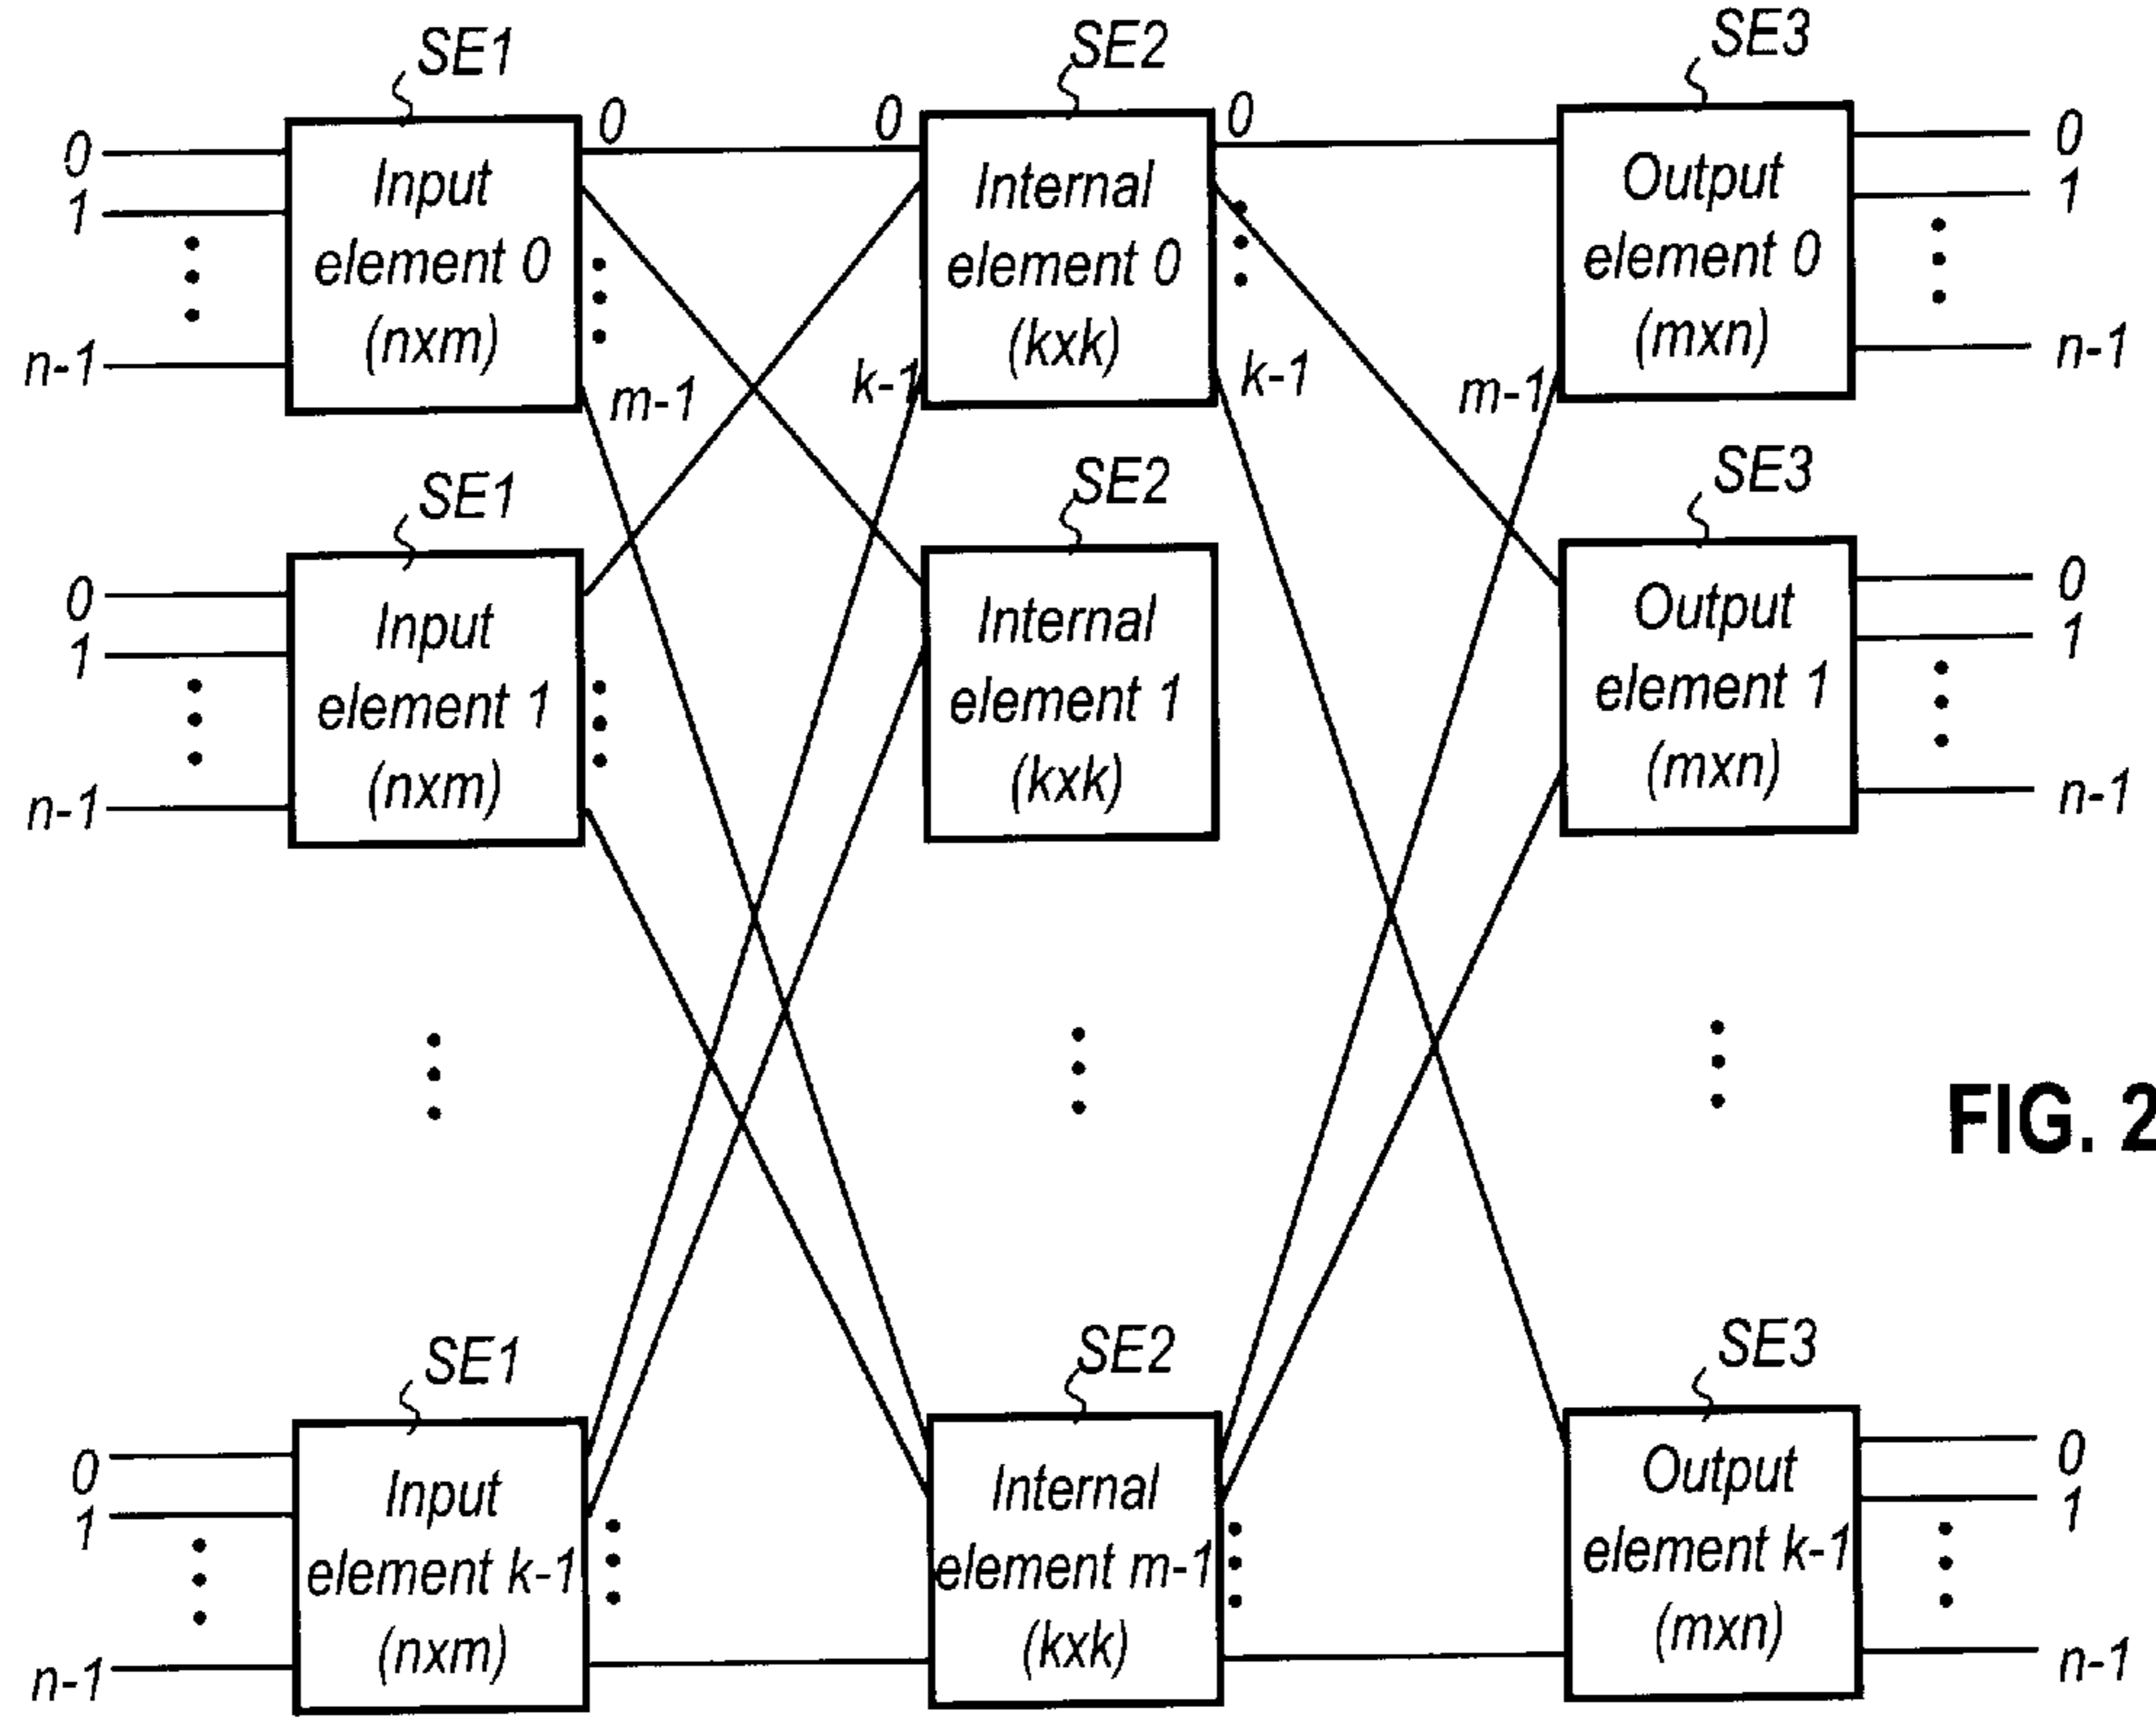 SE1
SE2
SE3
0
1
n-1
Input
element 0
(nxm)
0
m-1
0
k-1
Internal
element 0
(kxk)
0
k-1
m-1
Output
element 0
(mxn)
0
1
n-1
SE1
SE2
SE3
0
1
n-1
Input
element 1
(nxm)
Internal
element 1
(kxk)
Output
element 1
(mxn)
0
1
n-1
FIG. 2
SE1
SE2
SE3
0
1
n-1
Input
element k-1
(nxm)
Internal
element m-1
(kxk)
Output
element k-1
(mxn)
0
1
n-1